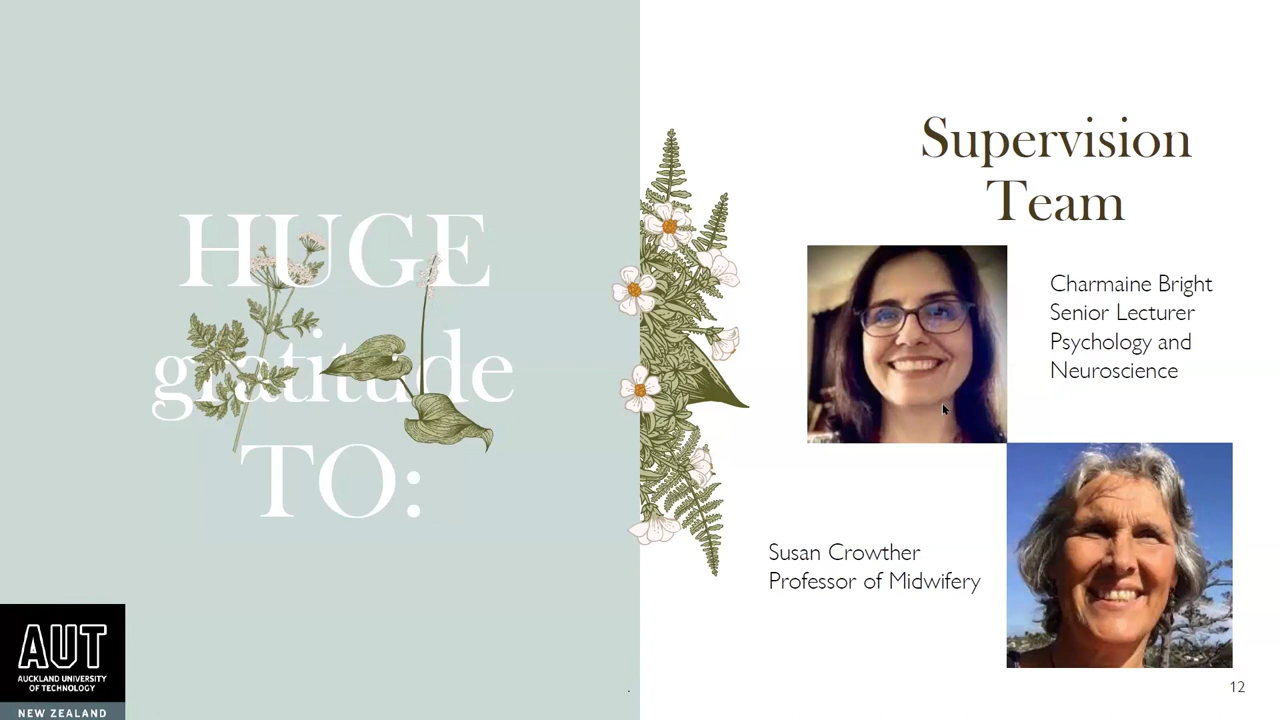 HUGE
gratitude
TO:
Supervision
Team
Charmaine Bright
Senior Lecturer
Psychology and
Neuroscience
Susan Crowther
Professor of Midwifery
AUT
AUCKLAND UNIVERSITY
OF TECHNOLOGY
NEW ZEALAND
12